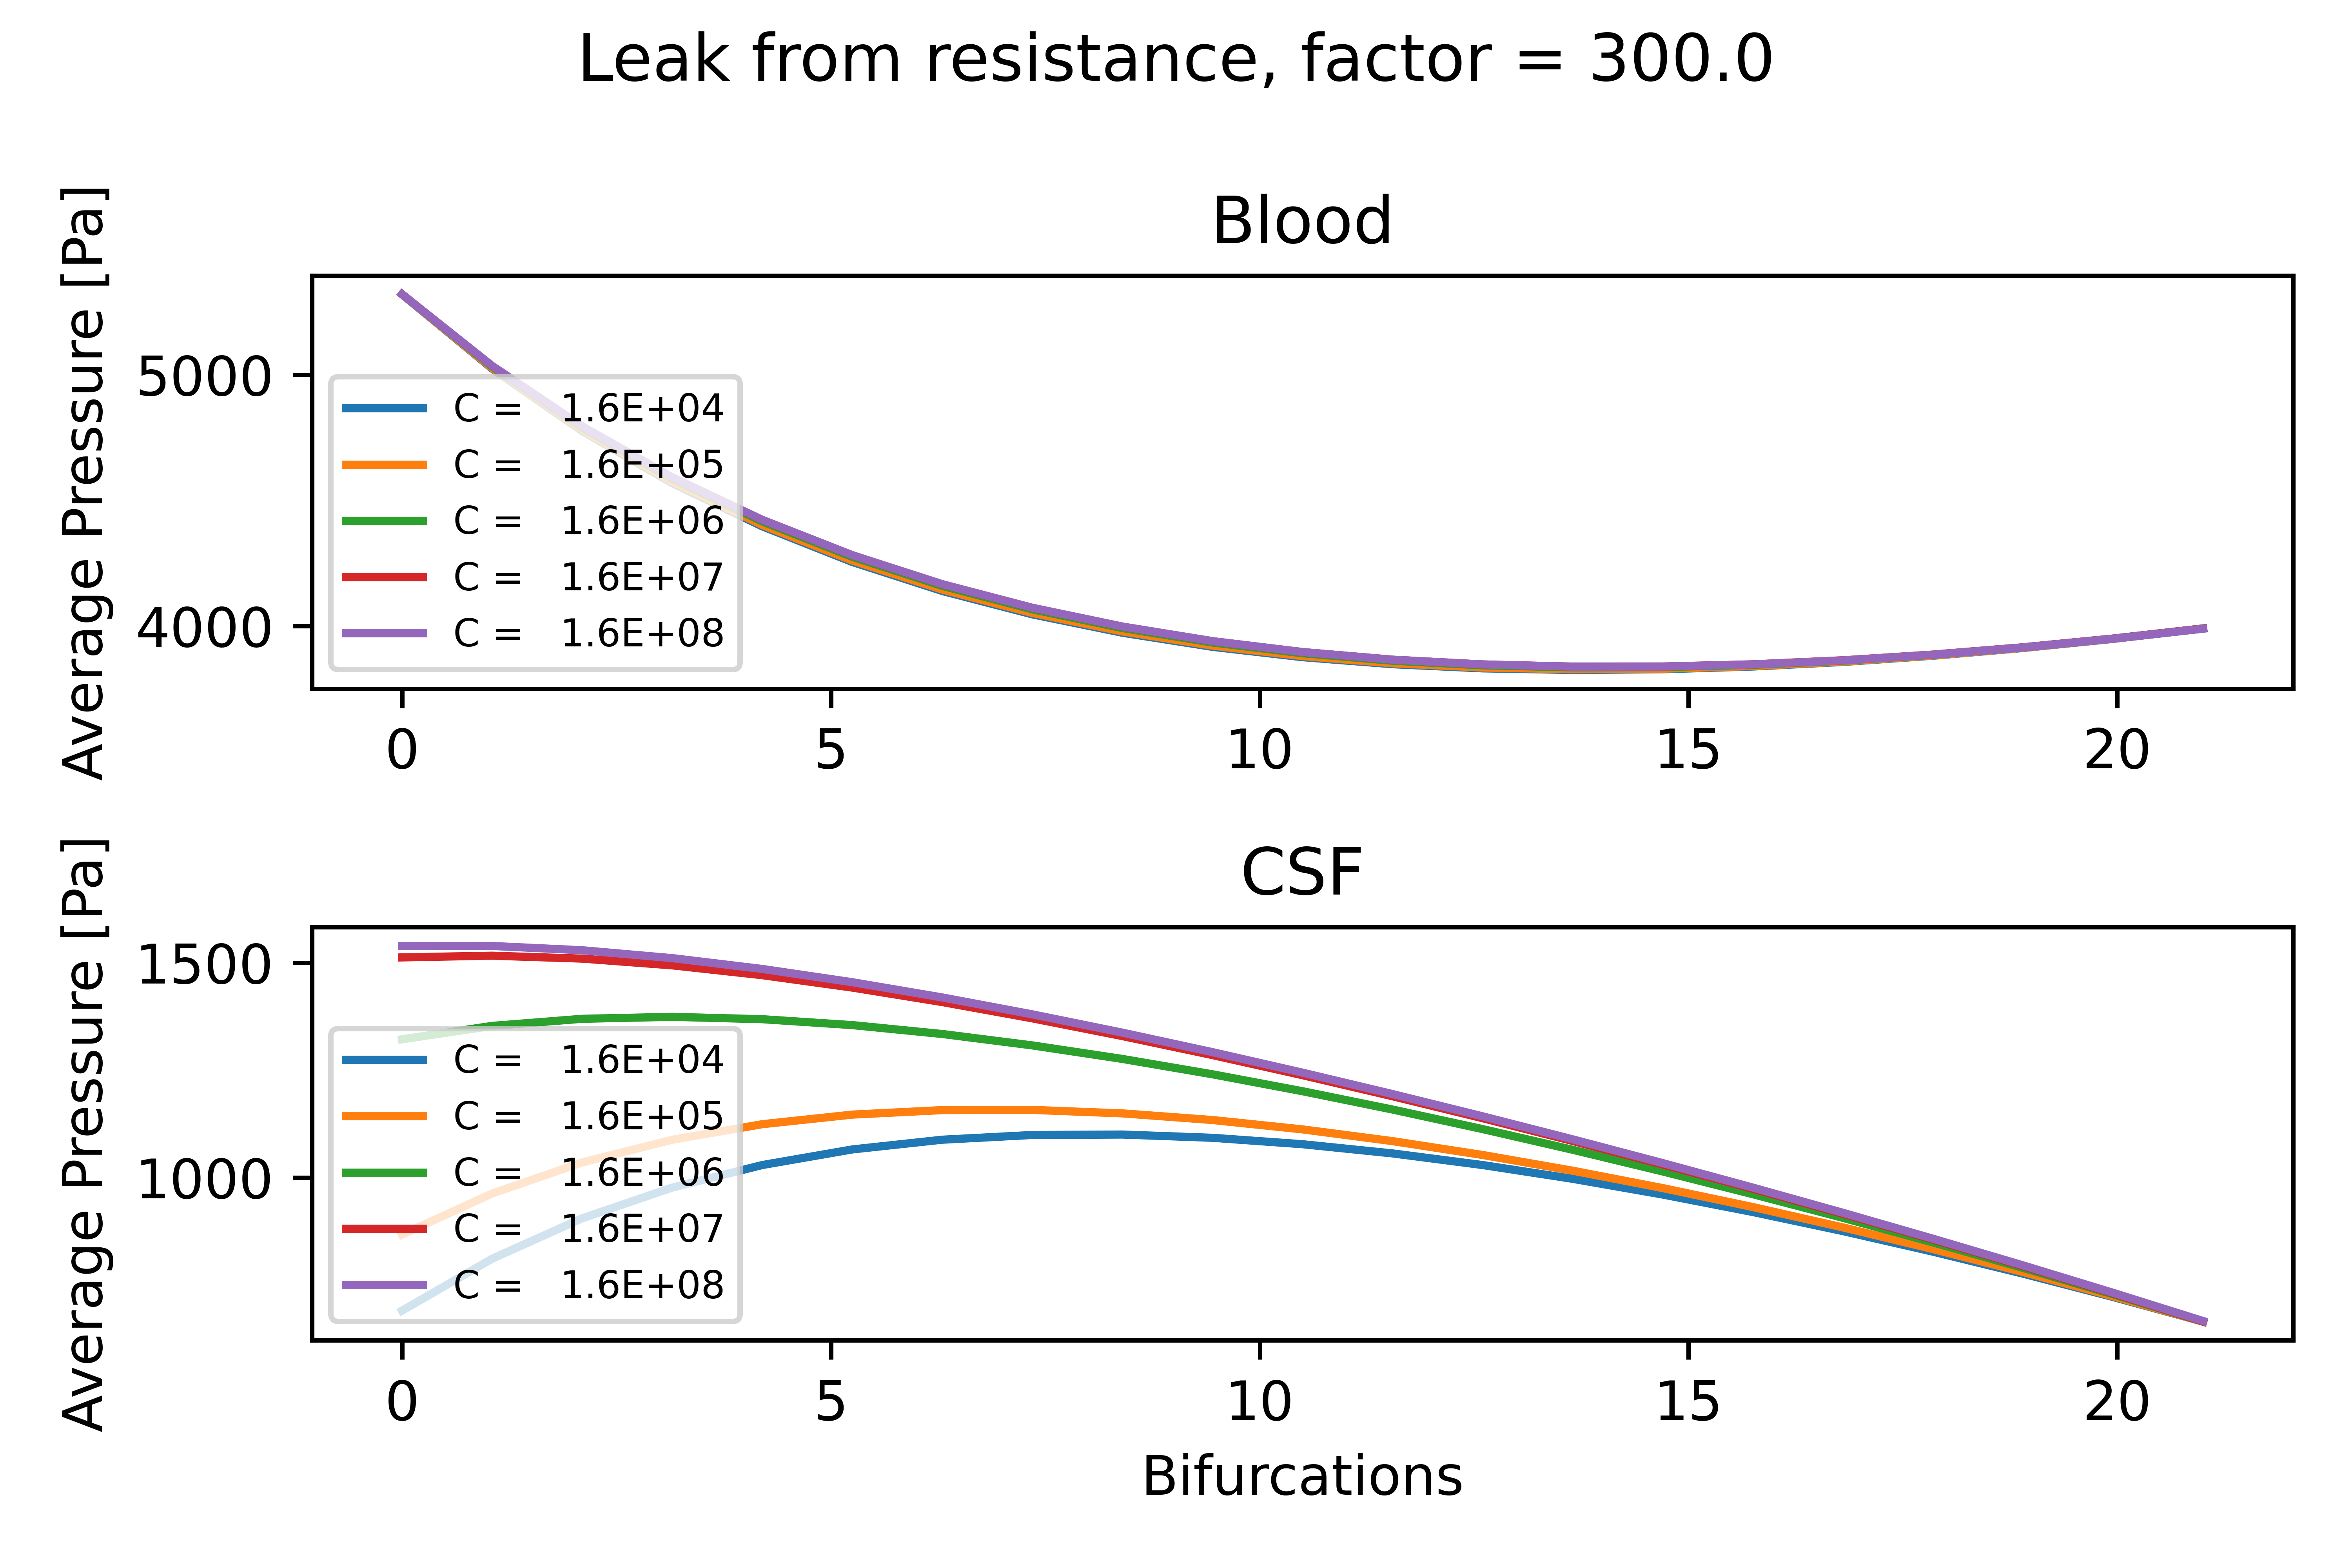 Leak from resistance, factor = 300.0
Blood
Average Pressure [Pa]
5000
4000
C = 1.6E+04
C = 1.6E+05
C = 1.6E+06
C = 1.6E+07
C = 1.6E+08
0 5 10 15 20
CSF
Average Pressure [Pa]
1500
1000
C = 1.6E+04
C = 1.6E+05
C = 1.6E+06
C = 1.6E+07
C = 1.6E+08
0 5 10 15 20
Bifurcations